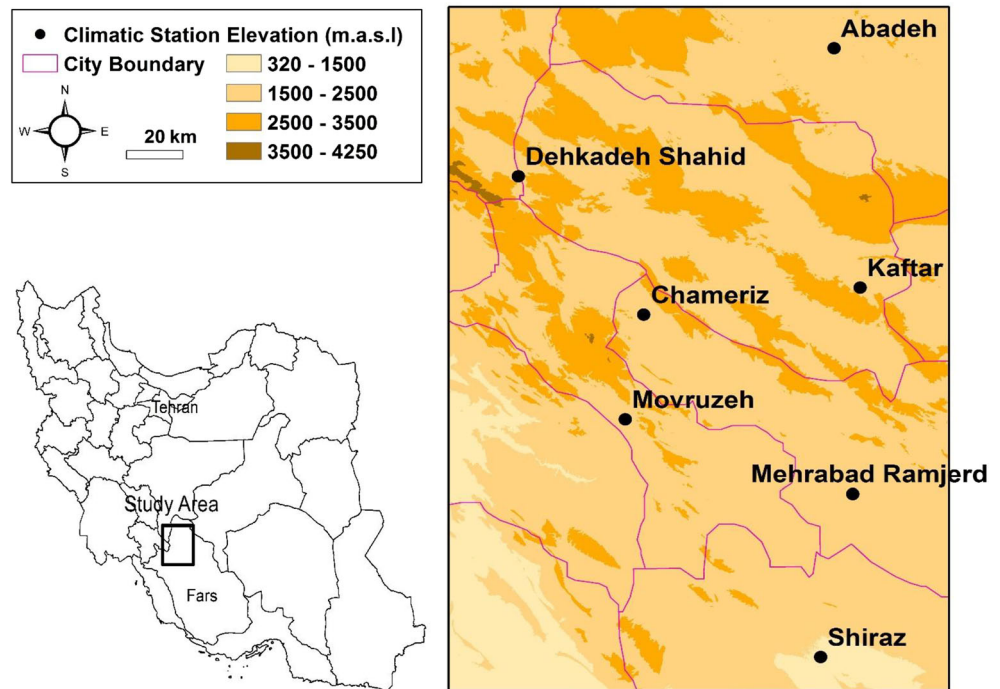 Climatic Station Elevation (m.a.s.l)
City Boundary
320 - 1500
1500 - 2500
2500 - 3500
3500 - 4250
N
W
E
S
20 km
Abadeh
Dehkadeh Shahid
Kaftar
Chameriz
Movruzeh
Mehrabad Ramjerd
Shiraz
Tehran
Study Area
Fars